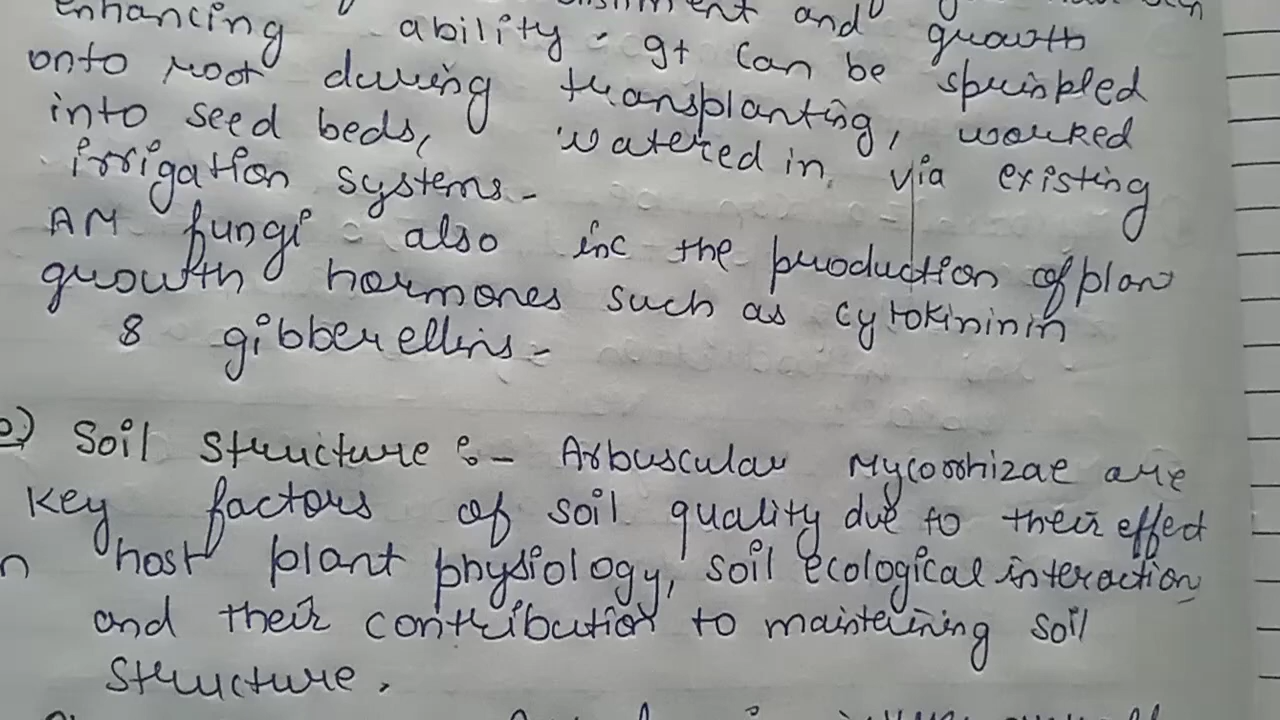 and
enhancing ability. It can be growth
onto root during transplanting, sprinkled
into seed beds, watered in via worked
irrigation systems. existing
AM fungi also inc the production of plan
growth hormones such as cytokininin
& gibberellins.
e) Soil structure :- Arbuscular Mycorrhizae are
key factors of soil quality due to their effect
n host plant physiology, soil ecological interaction
and their contribution to maintaining soil
structure.